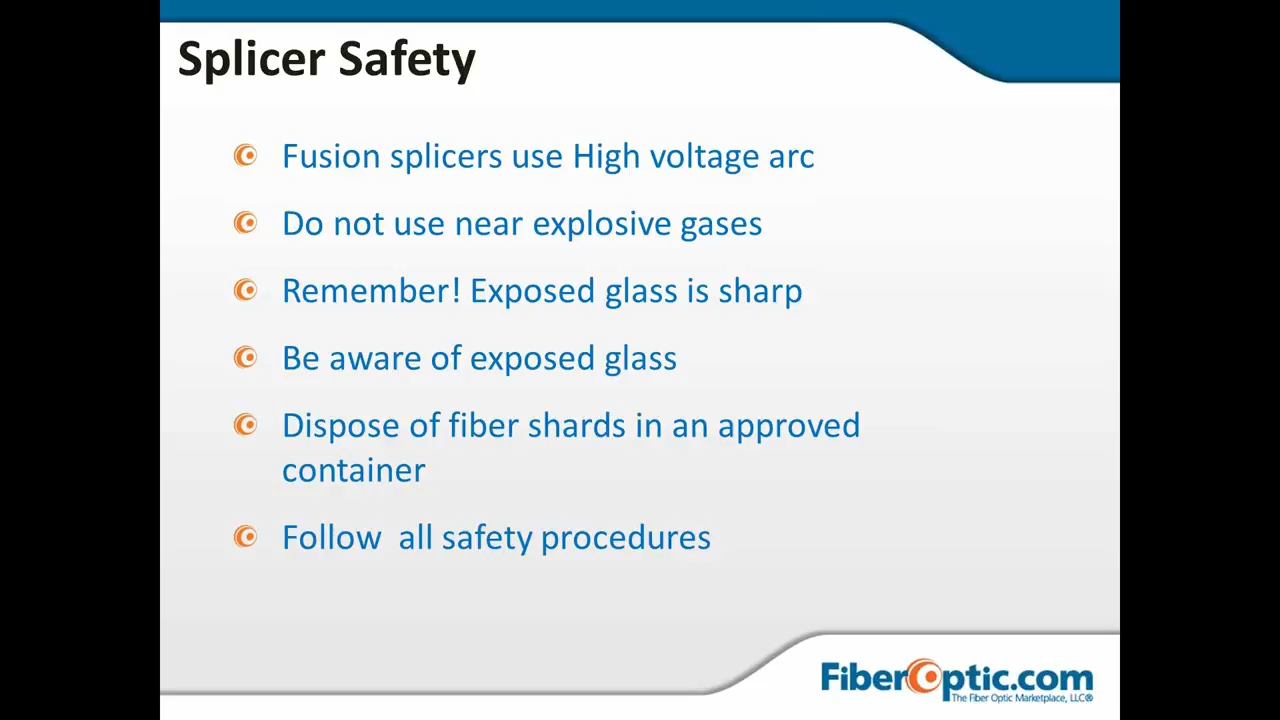 Splicer Safety
Fusion splicers use High voltage arc
Do not use near explosive gases
Remember! Exposed glass is sharp
Be aware of exposed glass
Dispose of fiber shards in an approved
container
Follow  all safety procedures
FiberOptic.com
The Fiber Optic Marketplace, LLC®